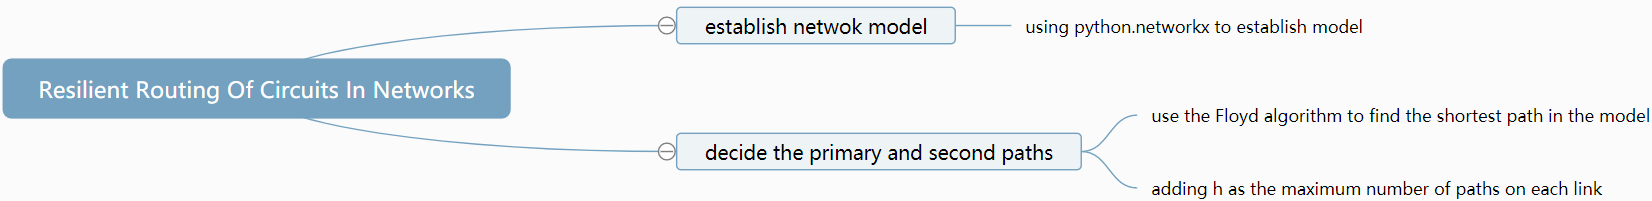 Resilient Routing Of Circuits In Networks
establish netwok model
using python.networkx to establish model
decide the primary and second paths
use the Floyd algorithm to find the shortest path in the model
adding h as the maximum number of paths on each link